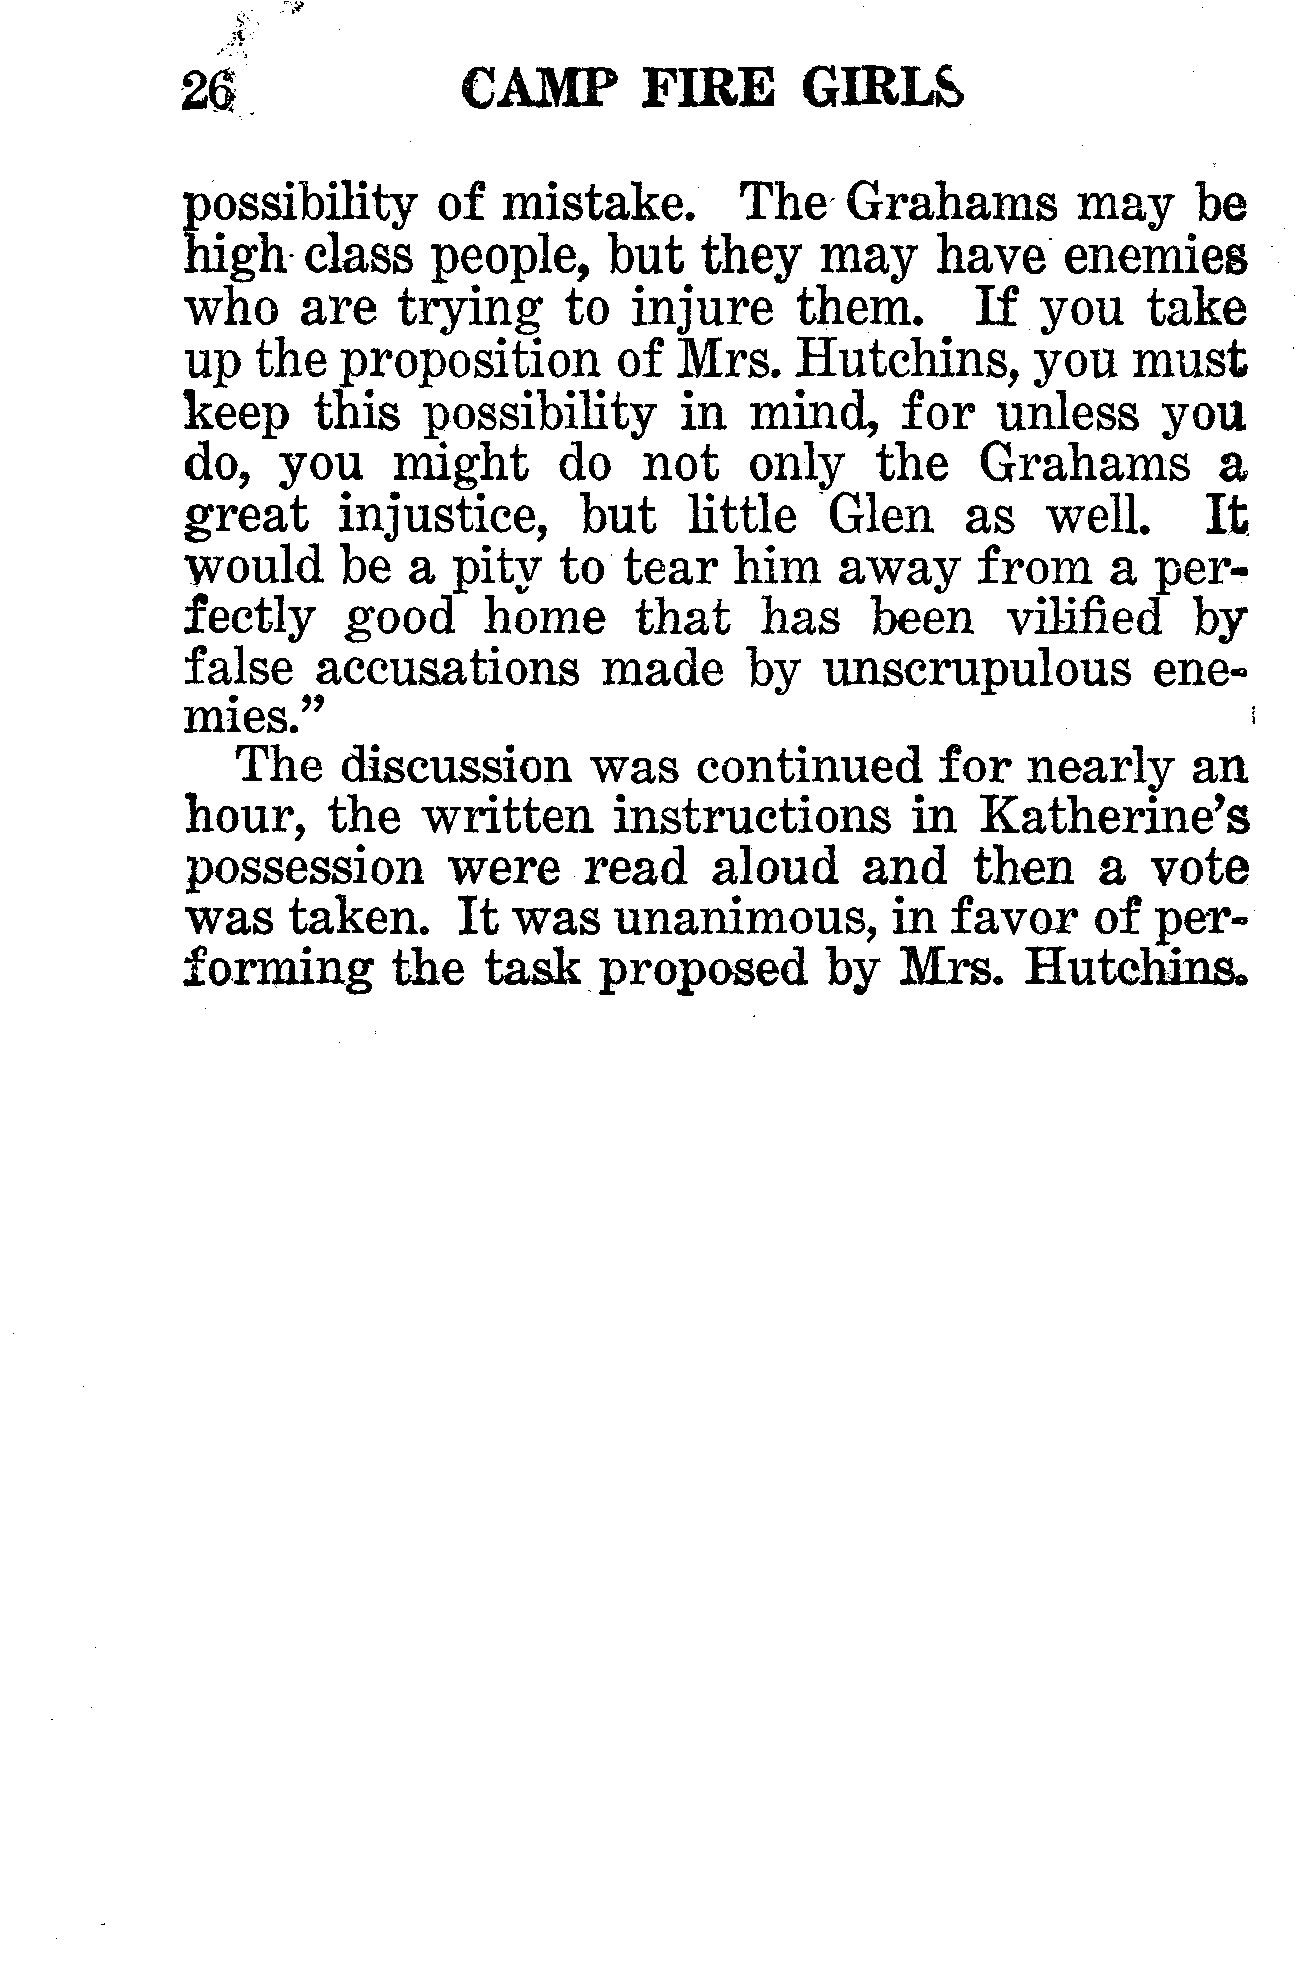 26 CAMP FIRE GIRLS
possibility of mistake. The Grahams may be
high class people, but they may have enemies
who are trying to injure them. If you take
up the proposition of Mrs. Hutchins, you must
keep this possibility in mind, for unless you
do, you might do not only the Grahams a
great injustice, but little Glen as well. It
would be a pity to tear him away from a per-
fectly good home that has been vilified by
false accusations made by unscrupulous ene-
mies.”
The discussion was continued for nearly an
hour, the written instructions in Katherine’s
possession were read aloud and then a vote
was taken. It was unanimous, in favor of per-
forming the task proposed by Mrs. Hutchins.